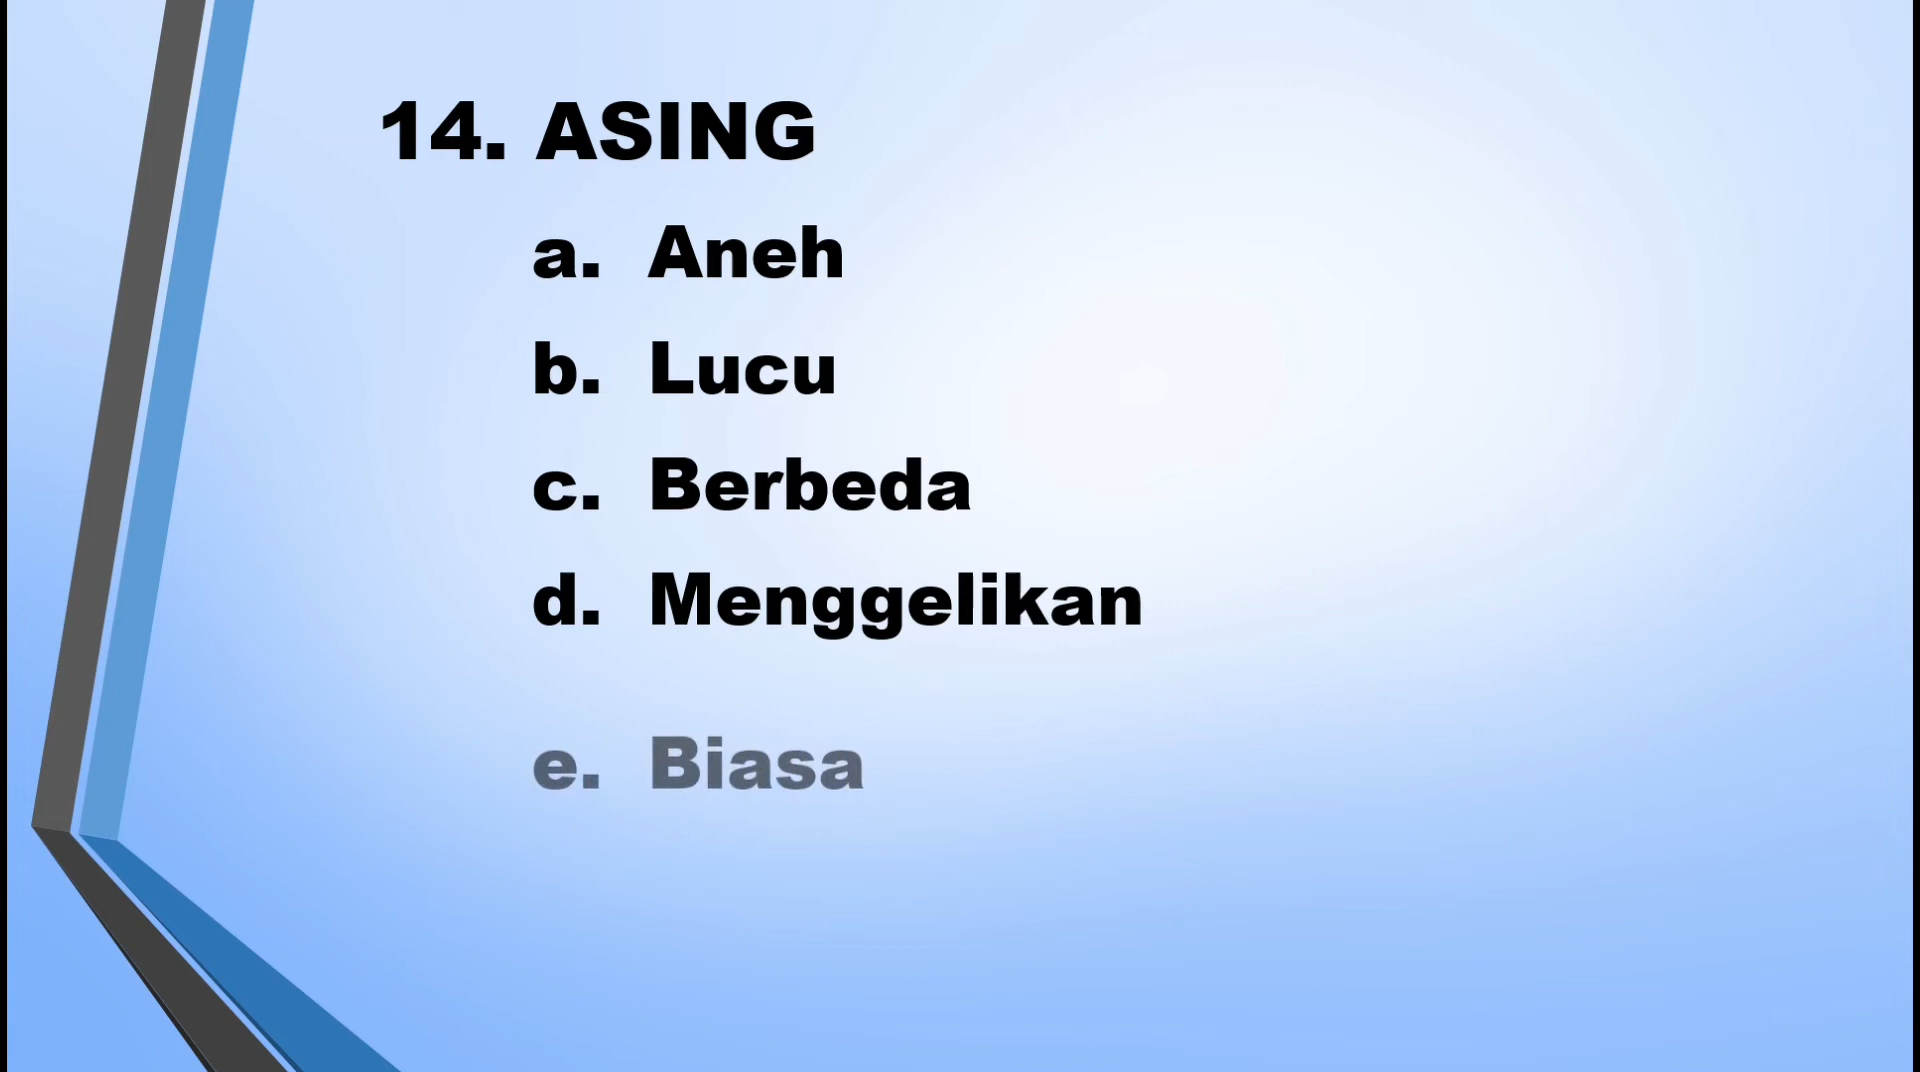 14. ASING
a. Aneh
b. Lucu
c. Berbeda
d. Menggelikan
e. Biasa